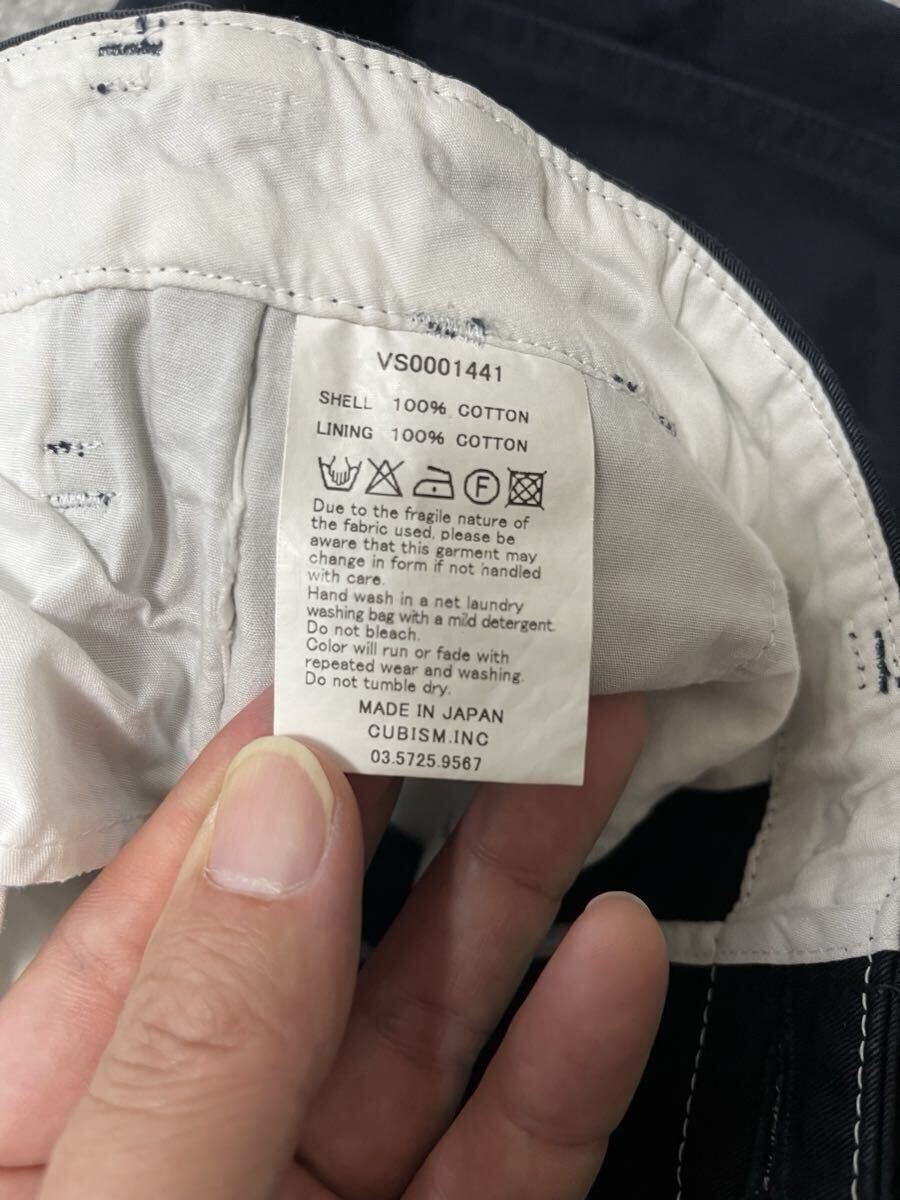 VS0001441
SHELL 100% COTTON
LINING 100% COTTON
F
Due to the fragile nature of
the fabric used, please be
aware that this garment may
change in form if not handled
with care.
Hand wash in a net laundry
washing bag with a mild detergent.
Do not bleach.
Color will run or fade with
repeated wear and washing.
Do not tumble dry.
MADE IN JAPAN
CUBISM.INC
03.5725.9567